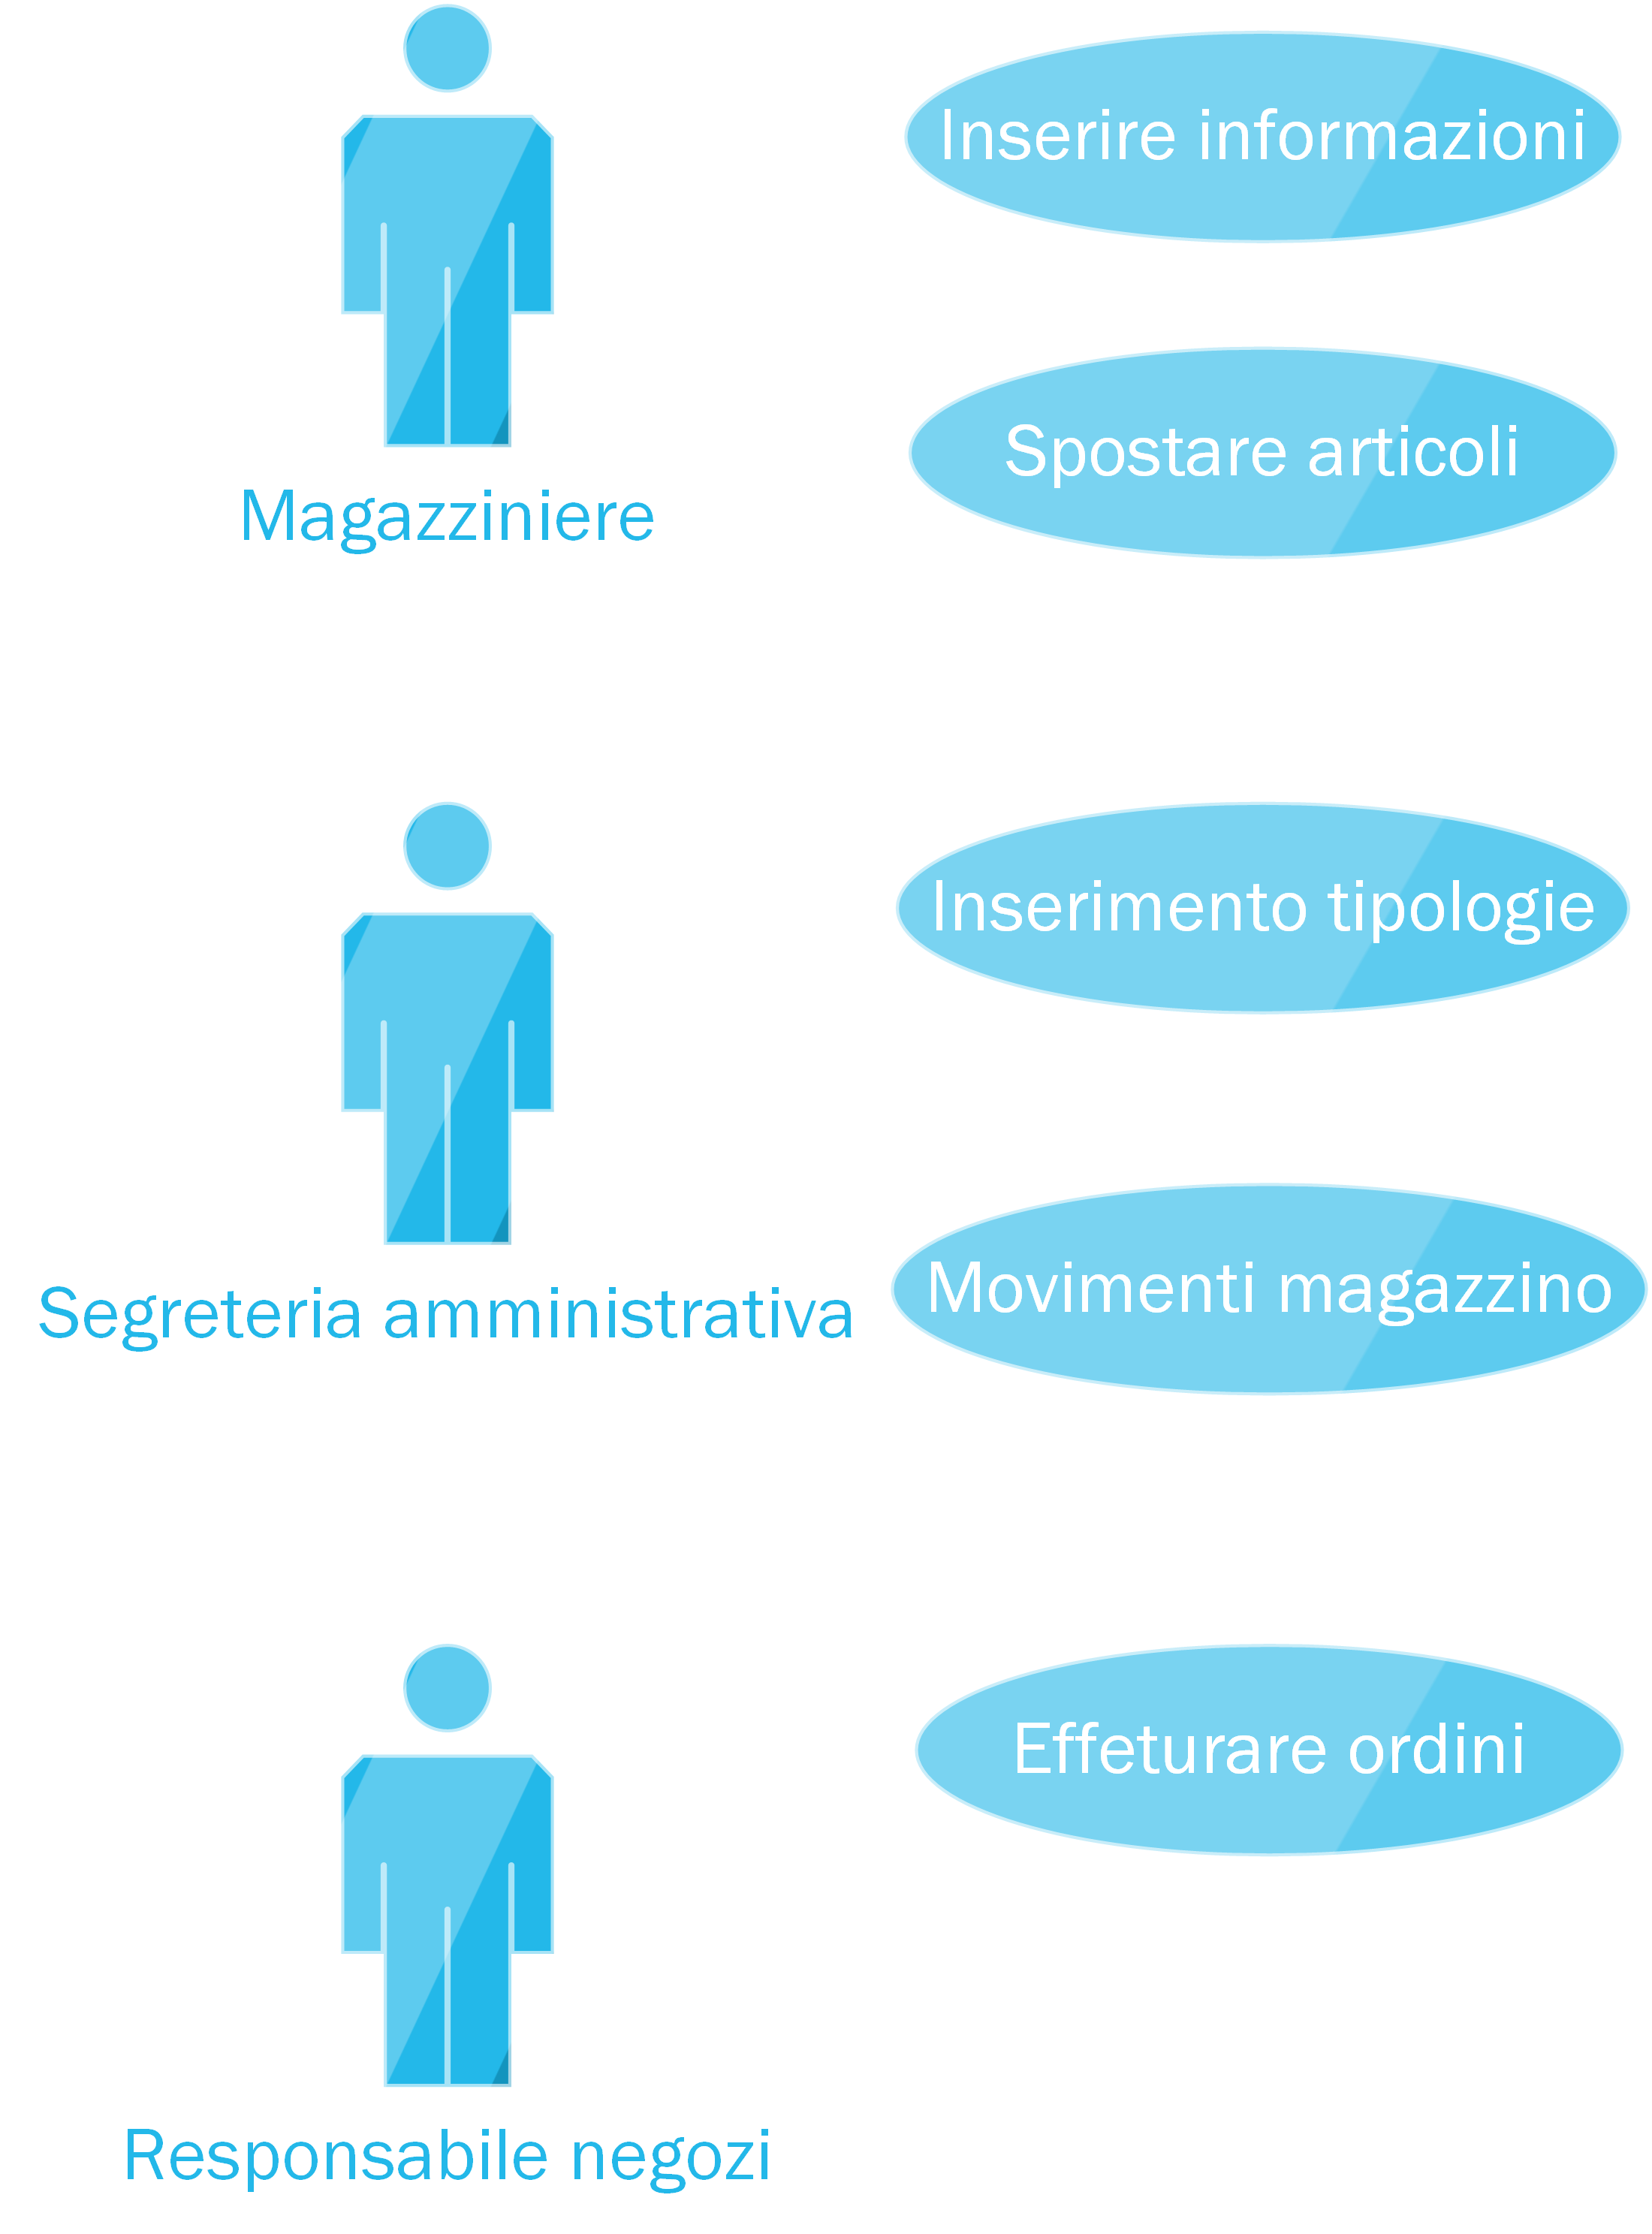 Inserire informazioni
Spostare articoli
Magazziniere
Inserimento tipologie
Movimenti magazzino
Segreteria amministrativa
Effeturare ordini
Responsabile negozi